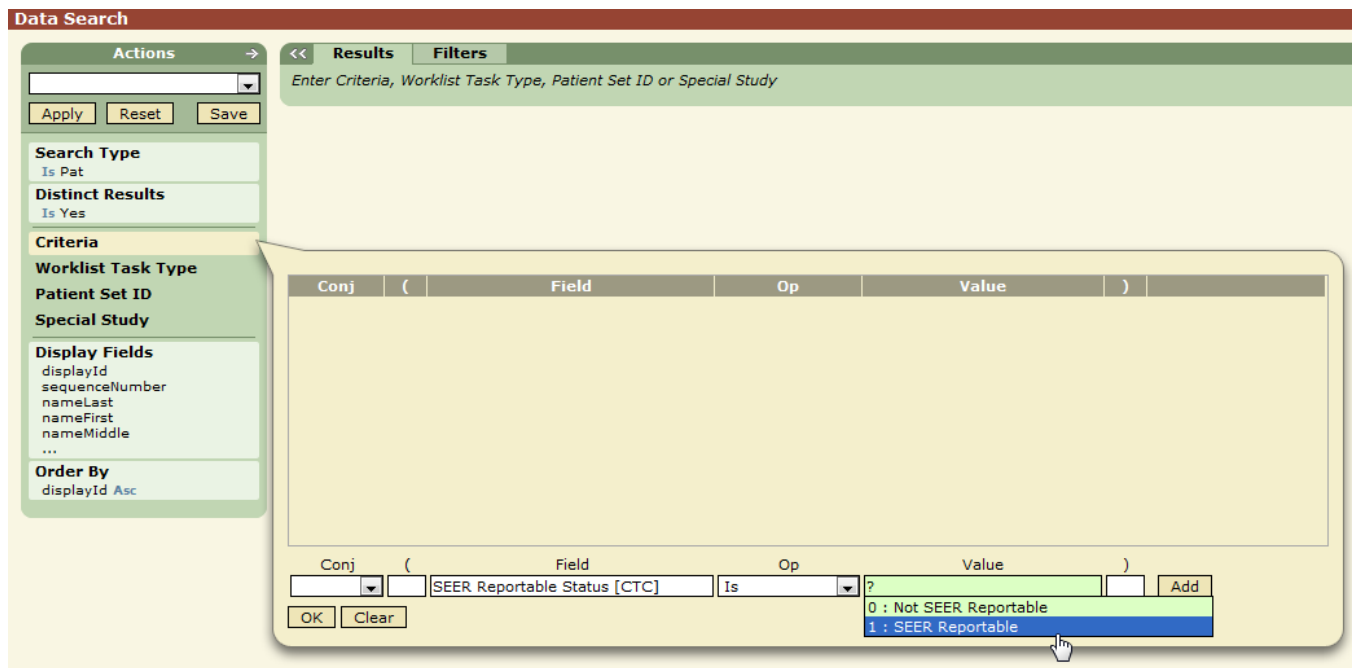 Data Search
Actions →
Apply Reset Save
Search Type
Is Pat
Distinct Results
Is Yes
Criteria
Worklist Task Type
Patient Set ID
Special Study
Display Fields
displayId
sequenceNumber
nameLast
nameFirst
nameMiddle
...
Order By
displayId Asc
<< Results Filters
Enter Criteria, Worklist Task Type, Patient Set ID or Special Study
Conj ( Field Op Value )
Conj ( Field Op Value )
SEER Reportable Status [CTC] Is ? Add
0 : Not SEER Reportable
1 : SEER Reportable
OK Clear